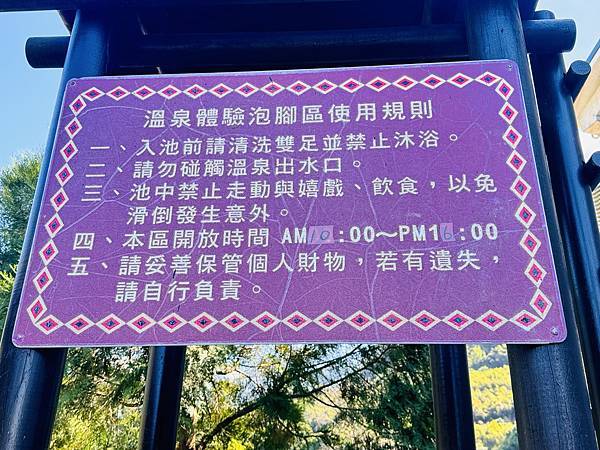 溫泉體驗泡腳區使用規則
一、入池前請清洗雙足並禁止沐浴。
二、請勿碰觸溫泉出水口。
三、池中禁止走動與嬉戲、飲食，以免
滑倒發生意外。
四、本區開放時間 AM10:00~PM16:00
五、請妥善保管個人財物，若有遺失，
請自行負責。